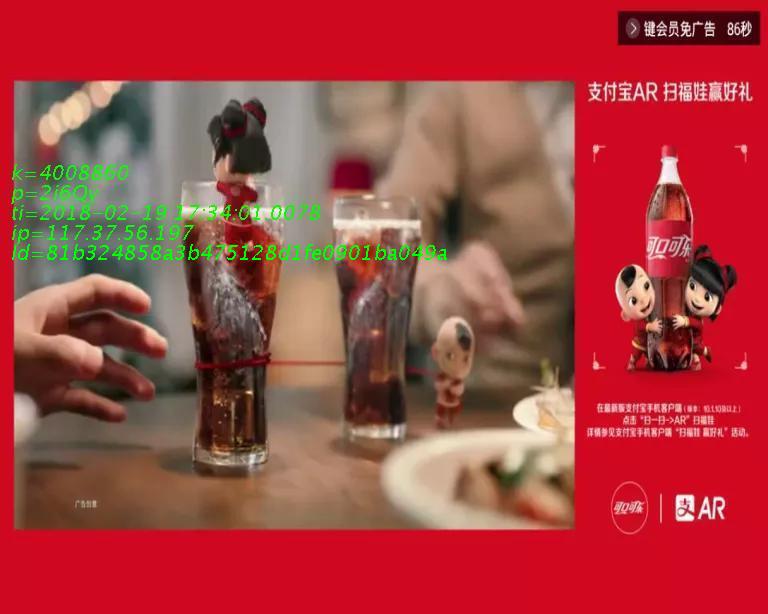 键会员免广告 86秒
支付宝AR 扫福娃赢好礼
k=4008860
p=2j6Qy
ti=2018-02-19 17:34:01.0078
ip=117.37.56.197
Id=81b324858a3b475128d1fe0901ba049a
可口可乐
在最新版支付宝手机客户端(版本：10.1.10及以上)
点击“扫一扫->AR”扫福娃
详情参见支付宝手机客户端“扫福娃 赢好礼”活动。
广告创意
可口可乐
支 AR